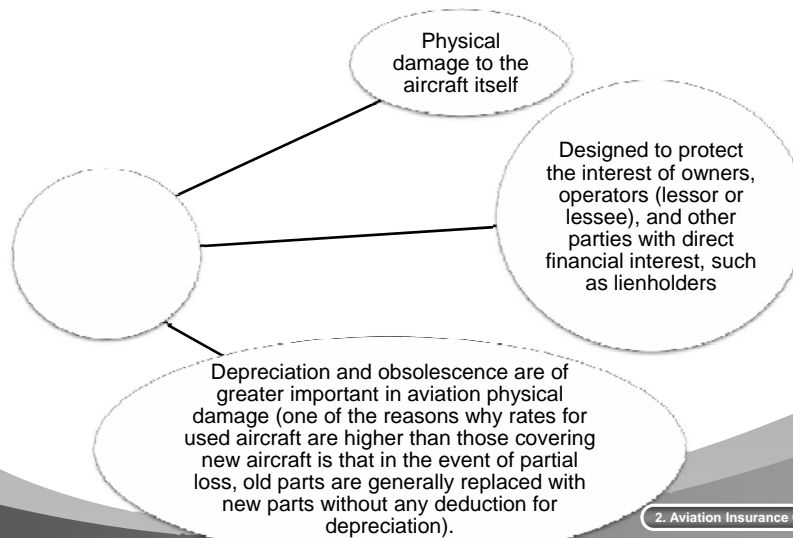 Physical
damage to the
aircraft itself
Designed to protect
the interest of owners,
operators (lessor or
lessee), and other
parties with direct
financial interest, such
as lienholders
Depreciation and obsolescence are of
greater important in aviation physical
damage (one of the reasons why rates for
used aircraft are higher than those covering
new aircraft is that in the event of partial
loss, old parts are generally replaced with
new parts without any deduction for
depreciation).
2. Aviation Insurance